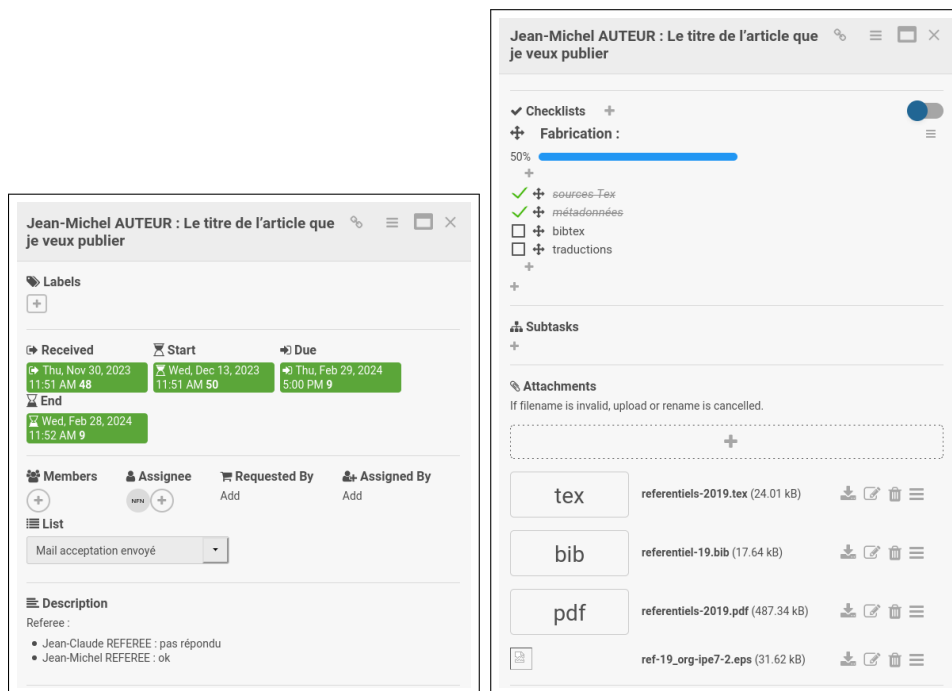 Jean-Michel AUTEUR : Le titre de l’article que
je veux publier
Labels
Received Start Due
Thu, Nov 30, 2023 Wed, Dec 13, 2023 Thu, Feb 29, 2024
11:51 AM 48 11:51 AM 50 5:00 PM 9
End
Wed, Feb 28, 2024
11:52 AM 9
Members Assignee Requested By Assigned By
NFN Add Add
List
Mail acceptation envoyé
Description
Referee :
• Jean-Claude REFEREE : pas répondu
• Jean-Michel REFEREE : ok
Jean-Michel AUTEUR : Le titre de l’article que
je veux publier
Checklists
Fabrication :
50%
sources Tex
métadonnées
bibtex
traductions
Subtasks
Attachments
If filename is invalid, upload or rename is cancelled.
tex referentiels-2019.tex (24.01 kB)
bib referentiel-19.bib (17.64 kB)
pdf referentiels-2019.pdf (487.34 kB)
ref-19_org-ipe7-2.eps (31.62 kB)